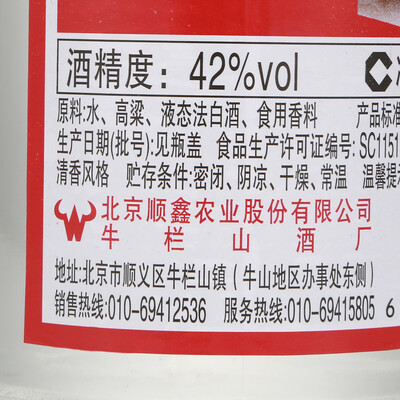 酒精度：42%vol
原料:水、高粱、液态法白酒、食用香料 产品标准
生产日期(批号):见瓶盖 食品生产许可证编号:SC1151
清香风格 贮存条件:密闭、阴凉、干燥、常温 温馨提示
北京顺鑫农业股份有限公司
牛栏山酒厂
地址:北京市顺义区牛栏山镇（牛山地区办事处东侧）
销售热线:010-69412536 服务热线:010-69415805 6